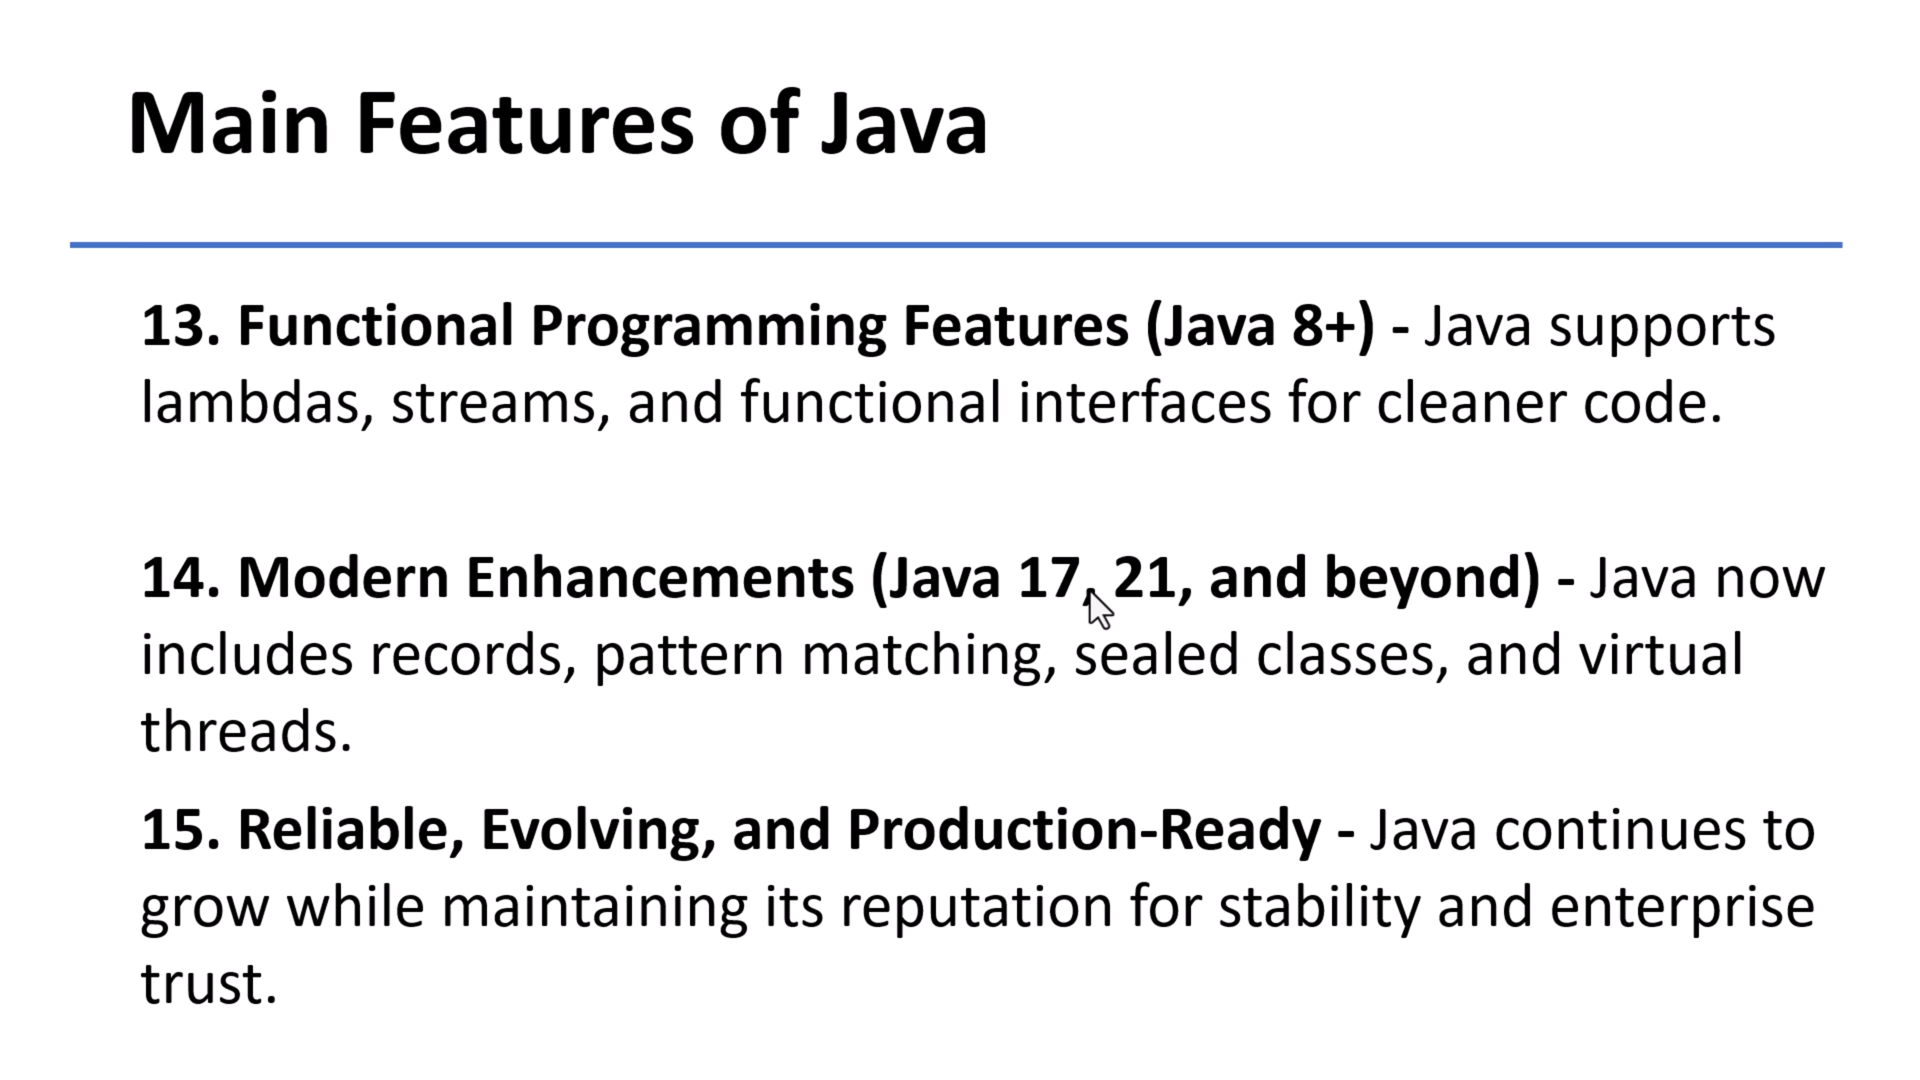 Main Features of Java
13. Functional Programming Features (Java 8+) - Java supports
lambdas, streams, and functional interfaces for cleaner code.
14. Modern Enhancements (Java 17, 21, and beyond) - Java now
includes records, pattern matching, sealed classes, and virtual
threads.
15. Reliable, Evolving, and Production-Ready - Java continues to
grow while maintaining its reputation for stability and enterprise
trust.